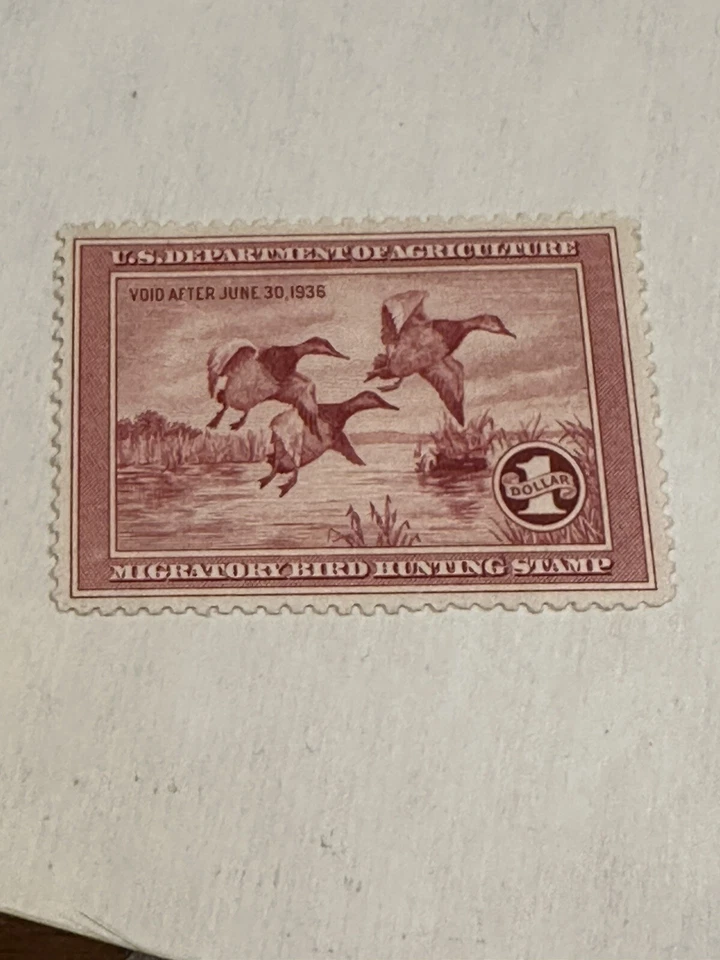 U.S. DEPARTMENT OF AGRICULTURE
VOID AFTER JUNE 30, 1936
1
DOLLAR
MIGRATORY BIRD HUNTING STAMP